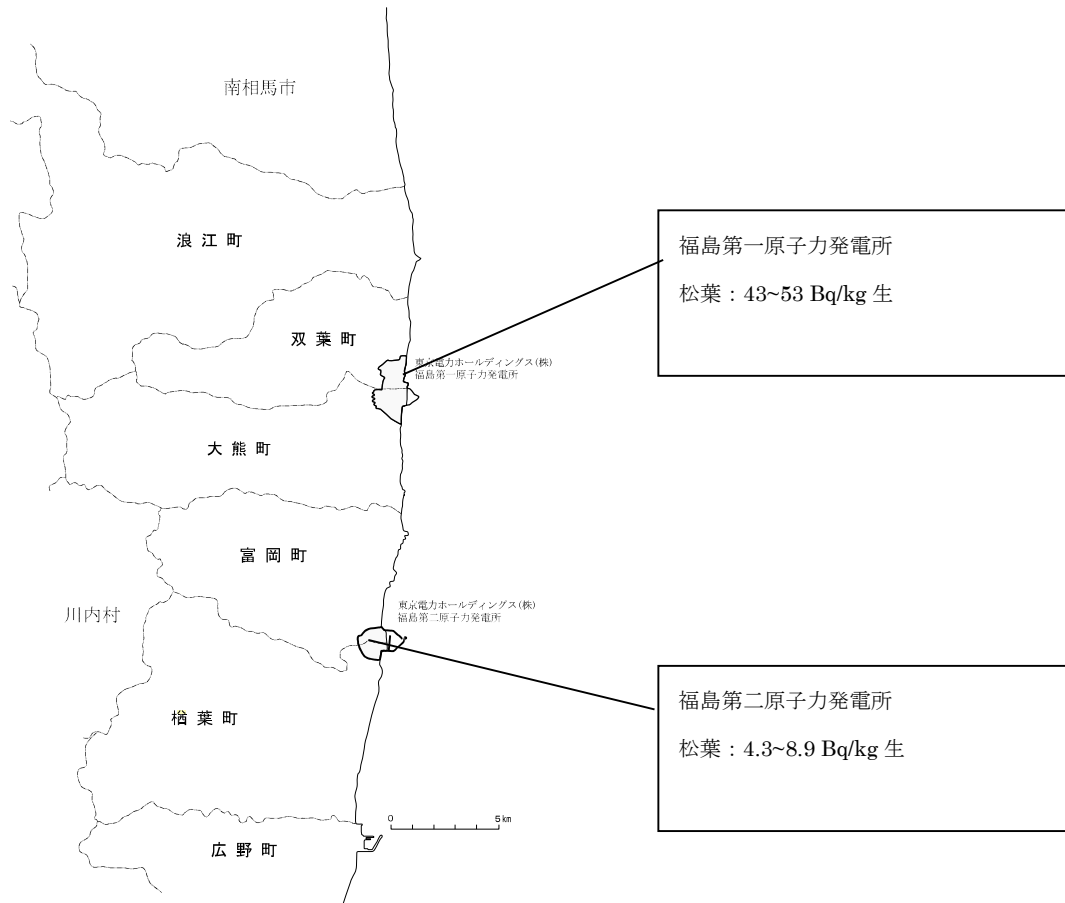 南相馬市
浪江町
福島第一原子力発電所
松葉：43~53 Bq/kg 生
双葉町
東京電力ホールディングス(株)
福島第一原子力発電所
大熊町
富岡町
川内村
東京電力ホールディングス(株)
福島第二原子力発電所
福島第二原子力発電所
松葉：4.3~8.9 Bq/kg 生
楢葉町
0 5km
広野町